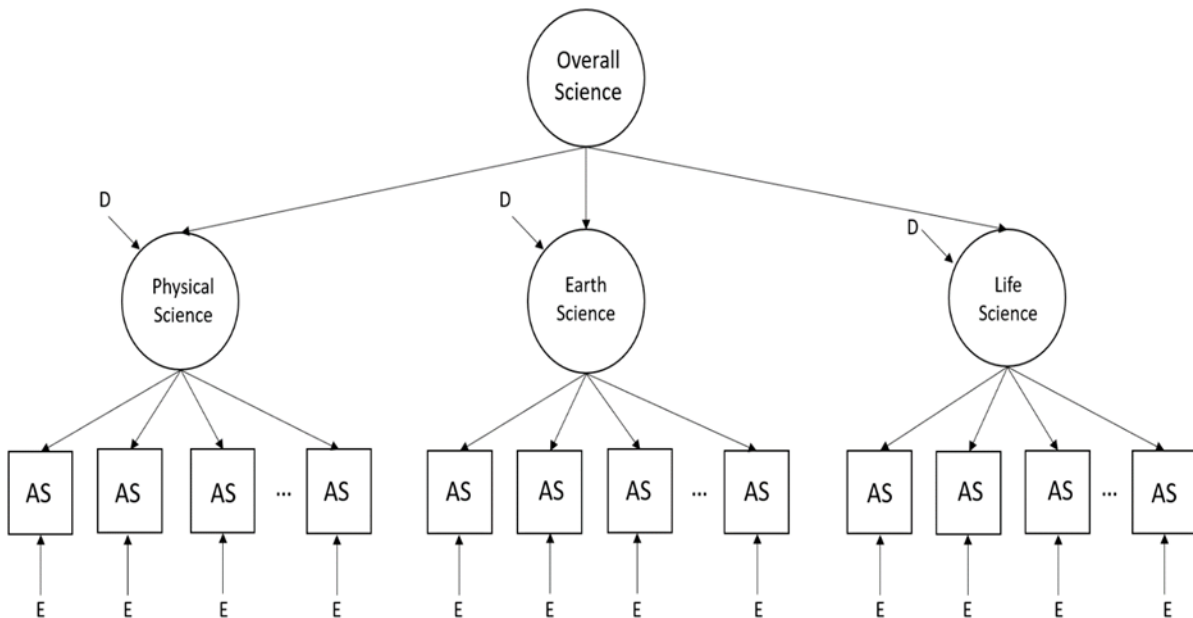 Overall
Science
D
D
D
Physical
Science
Earth
Science
Life
Science
AS AS AS ... AS AS AS AS ... AS AS AS AS ... AS
E E E E E E E E E E E E